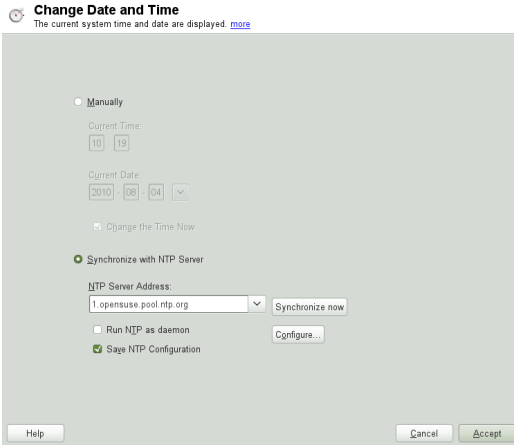 Change Date and Time
The current system time and date are displayed. more
Manually
Current Time:
10 : 19
Current Date:
2010 - 08 - 04
Change the Time Now
Synchronize with NTP Server
NTP Server Address:
1.opensuse.pool.ntp.org
Synchronize now
Run NTP as daemon
Configure...
Save NTP Configuration
Help
Cancel
Accept